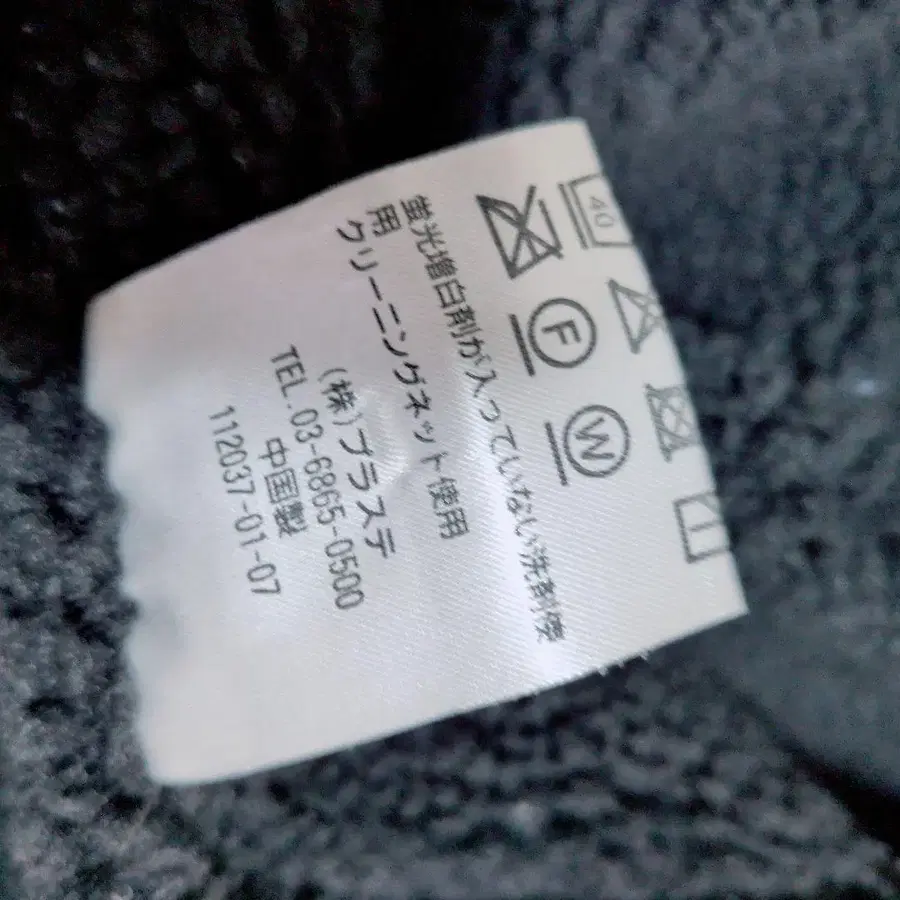 40
F
W
蛍光増白剤が入っていない洗剤使
用
クリーニングネット使用
(株)プラステ
TEL.03-6865-0500
中国製
112037-01-07